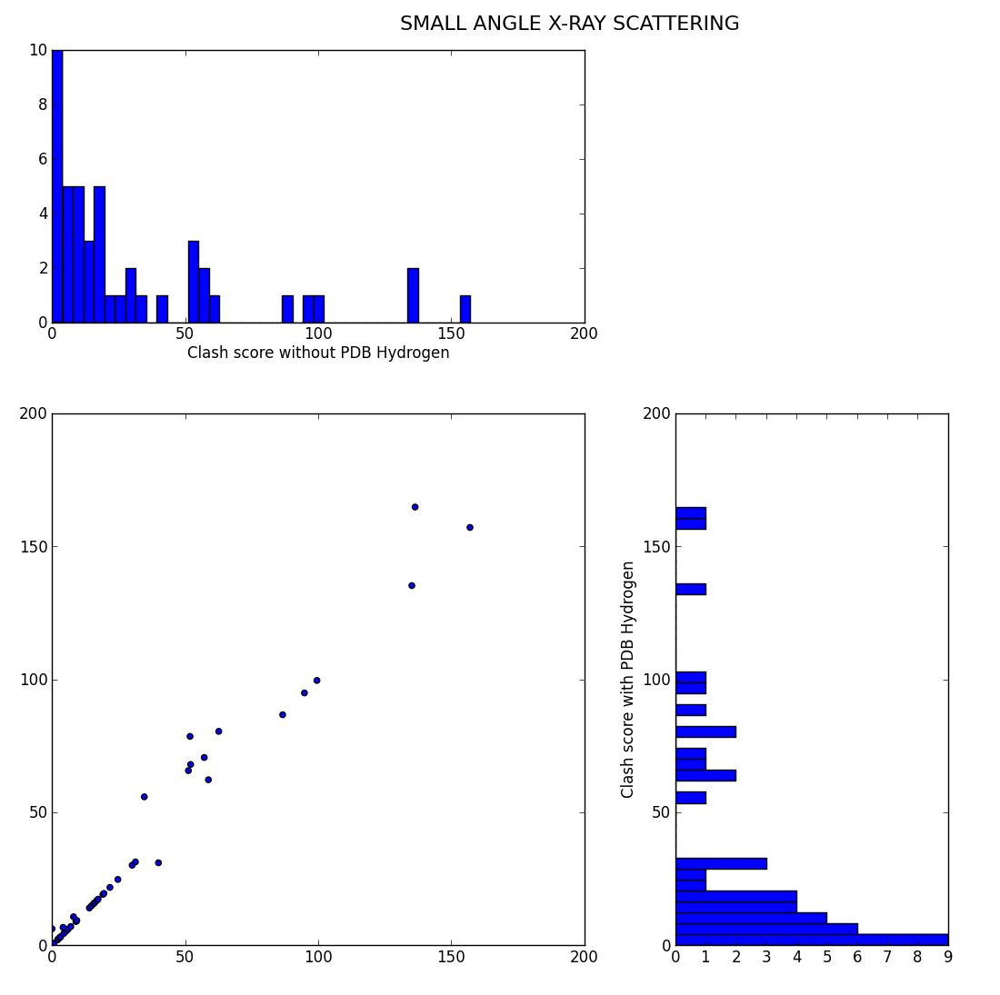 SMALL ANGLE X-RAY SCATTERING
10
8
6
4
2
0
0 50 100 150 200
Clash score without PDB Hydrogen
200
150
100
50
0
0 50 100 150 200
200
150
100
50
0
Clash score with PDB Hydrogen
0 1 2 3 4 5 6 7 8 9